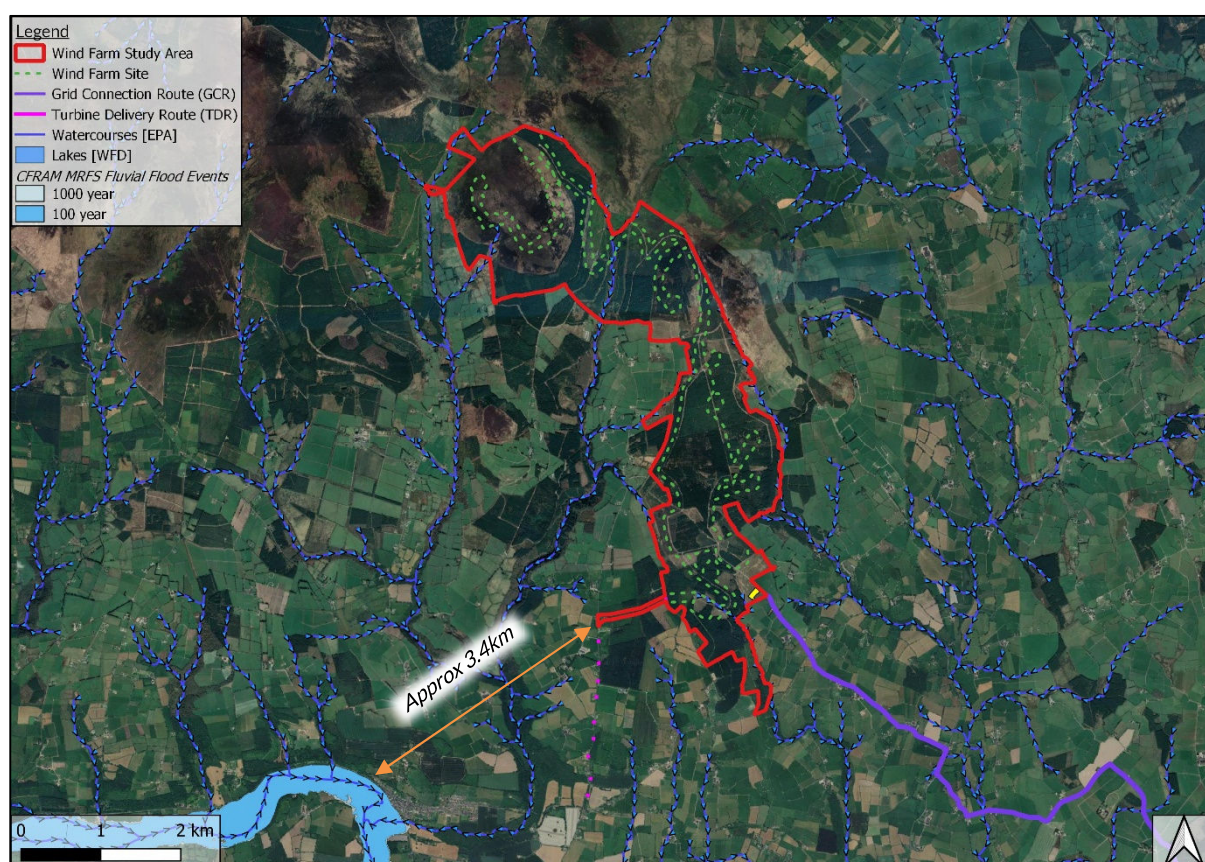 Legend
Wind Farm Study Area
Wind Farm Site
Grid Connection Route (GCR)
Turbine Delivery Route (TDR)
Watercourses [EPA]
Lakes [WFD]
CFRAM MRFS Fluvial Flood Events
1000 year
100 year
Approx 3.4km
0 1 2 km